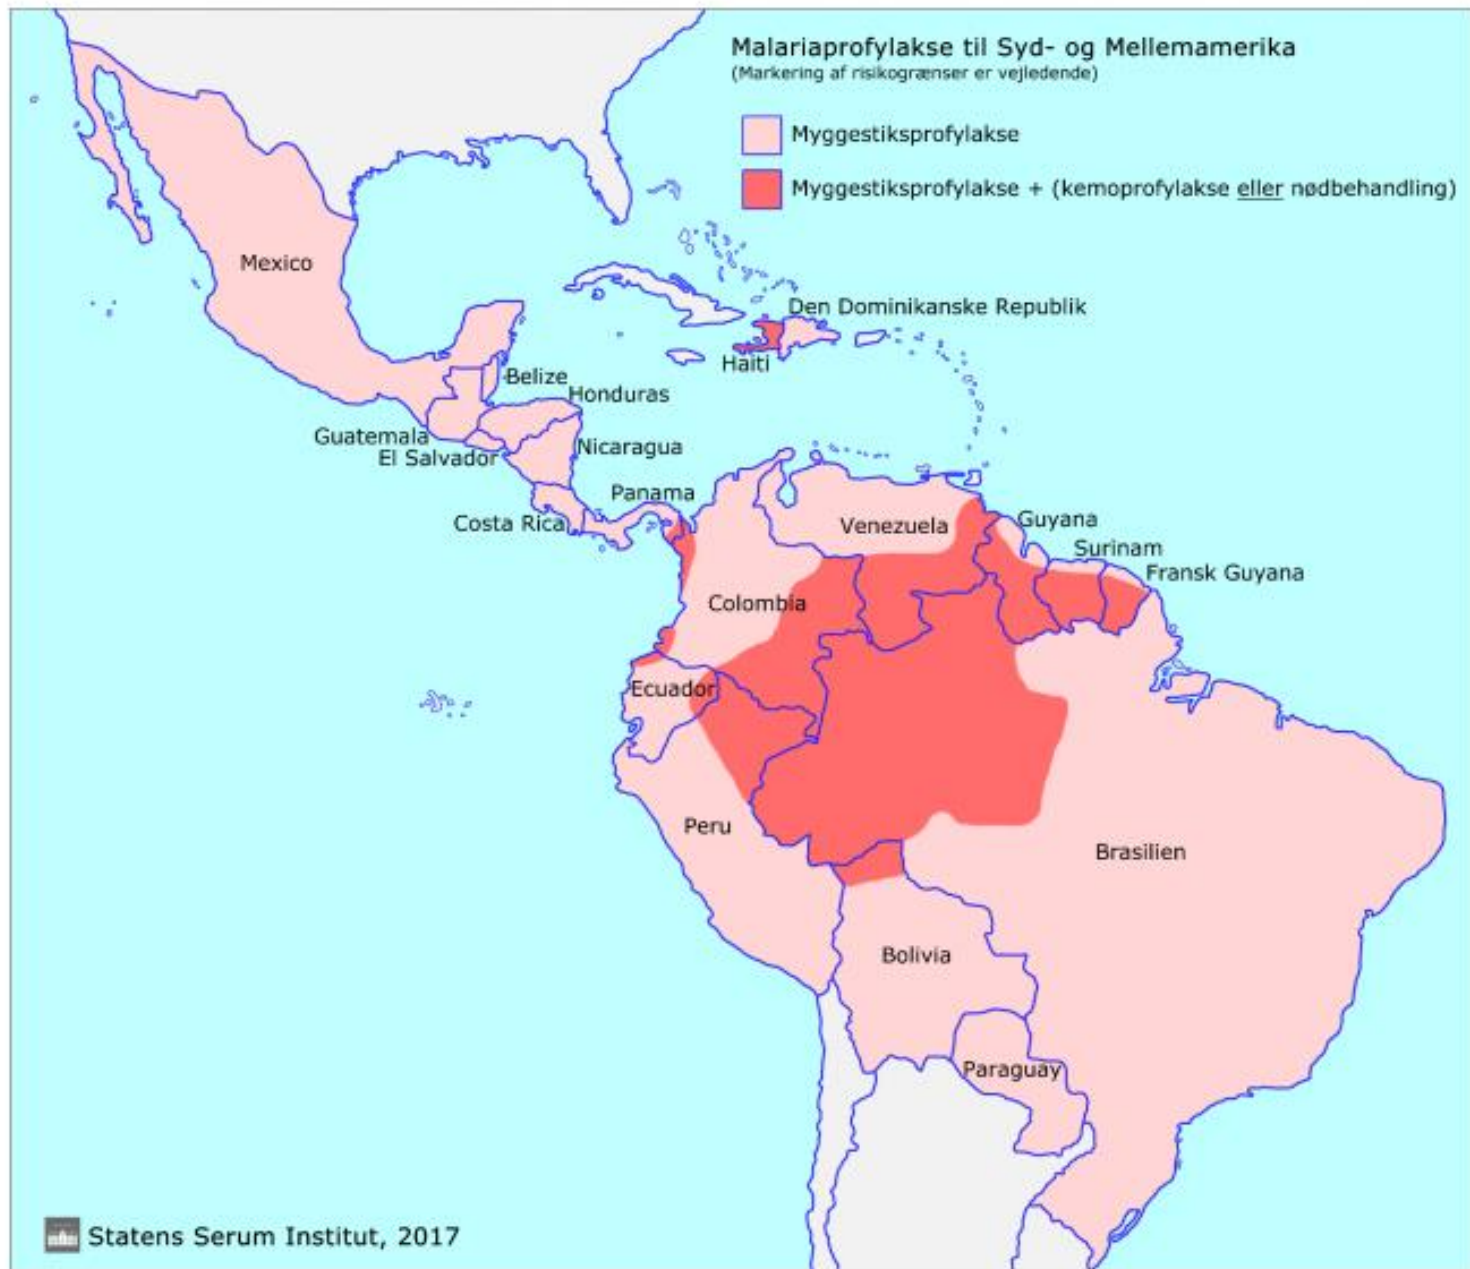 Malariaprofylakse til Syd- og Mellemamerika
(Markering af risikogrænser er vejledende)
Myggestiksprofylakse
Myggestiksprofylakse + (kemoprofylakse eller nødbehandling)
Mexico
Den Dominikanske Republik
Haiti
Belize
Honduras
Guatemala
El Salvador
Nicaragua
Panama
Costa Rica
Venezuela
Guyana
Surinam
Fransk Guyana
Colombia
Ecuador
Peru
Brasilien
Bolivia
Paraguay
Statens Serum Institut, 2017